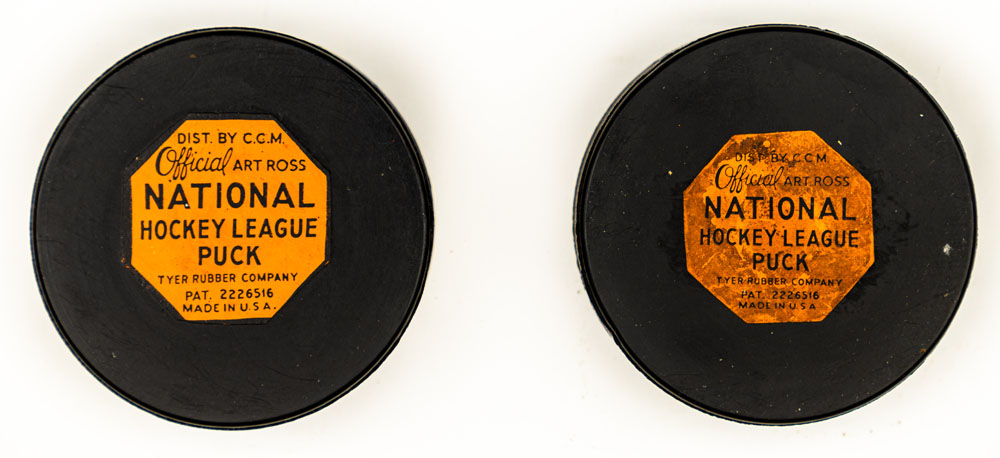 DIST. BY C.C.M.
Official ART ROSS
NATIONAL
HOCKEY LEAGUE
PUCK
TYER RUBBER COMPANY
PAT. 2226516
MADE IN U.S.A.
DIST. BY C.C.M.
Official ART ROSS
NATIONAL
HOCKEY LEAGUE
PUCK
TYER RUBBER COMPANY
PAT. 2226516
MADE IN U.S.A